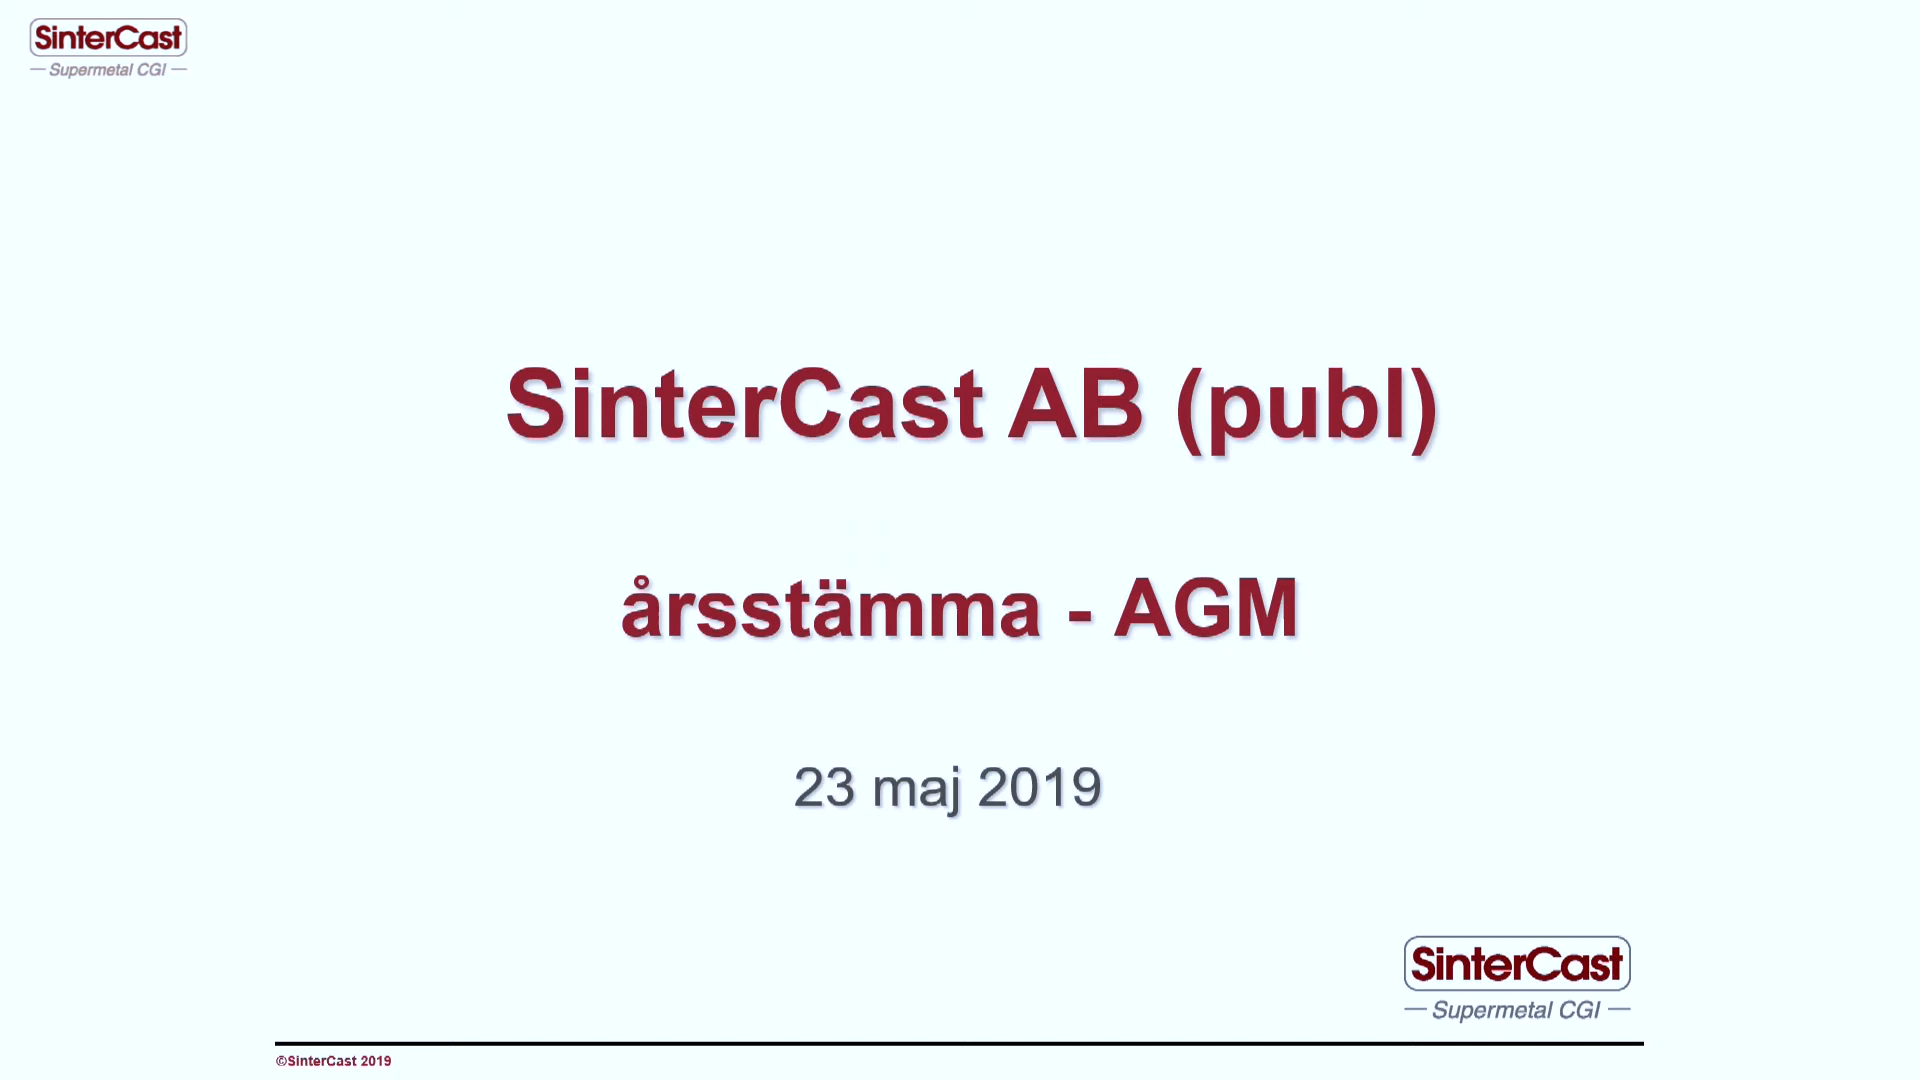 SinterCast
Supermetal CGI
SinterCast AB (publ)
årsstämma - AGM
23 maj 2019
SinterCast
Supermetal CGI
©SinterCast 2019